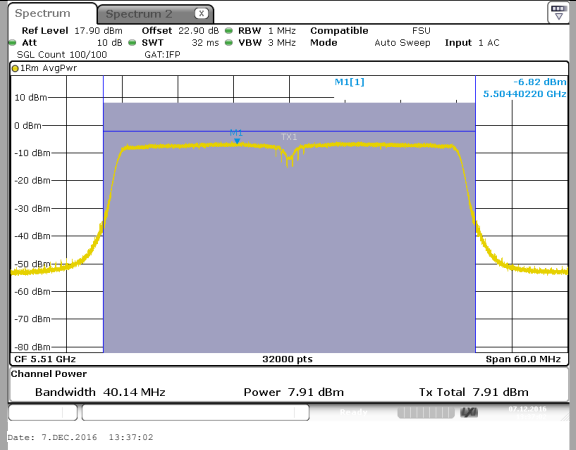 Spectrum Spectrum 2 X
Ref Level 17.90 dBm Offset 22.90 dB RBW 1 MHz Compatible FSU
Att 10 dB SWT 32 ms VBW 3 MHz Mode Auto Sweep Input 1 AC
SGL Count 100/100 GAT:IFP
1Rm AvgPwr
M1[1] -6.82 dBm
5.50440220 GHz
10 dBm
0 dBm
M1 TX1
-10 dBm
-20 dBm
-30 dBm
-40 dBm
-50 dBm
-60 dBm
-70 dBm
-80 dBm
CF 5.51 GHz 32000 pts Span 60.0 MHz
Channel Power
Bandwidth 40.14 MHz Power 7.91 dBm Tx Total 7.91 dBm
Ready LXI 07.12.2016
Date: 7.DEC.2016 13:37:02